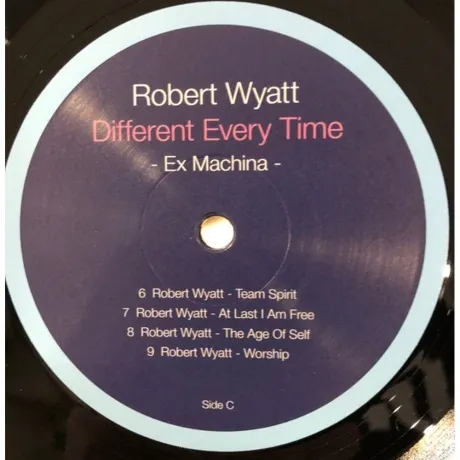 Robert Wyatt
Different Every Time
- Ex Machina -
6 Robert Wyatt - Team Spirit
7 Robert Wyatt - At Last I Am Free
8 Robert Wyatt - The Age Of Self
9 Robert Wyatt - Worship
Side C